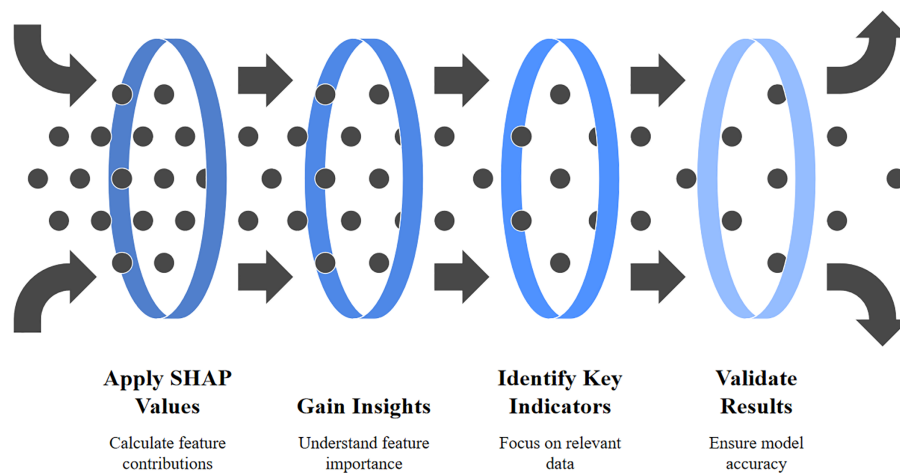 Apply SHAP
Values
Calculate feature
contributions
Gain Insights
Understand feature
importance
Identify Key
Indicators
Focus on relevant
data
Validate
Results
Ensure model
accuracy